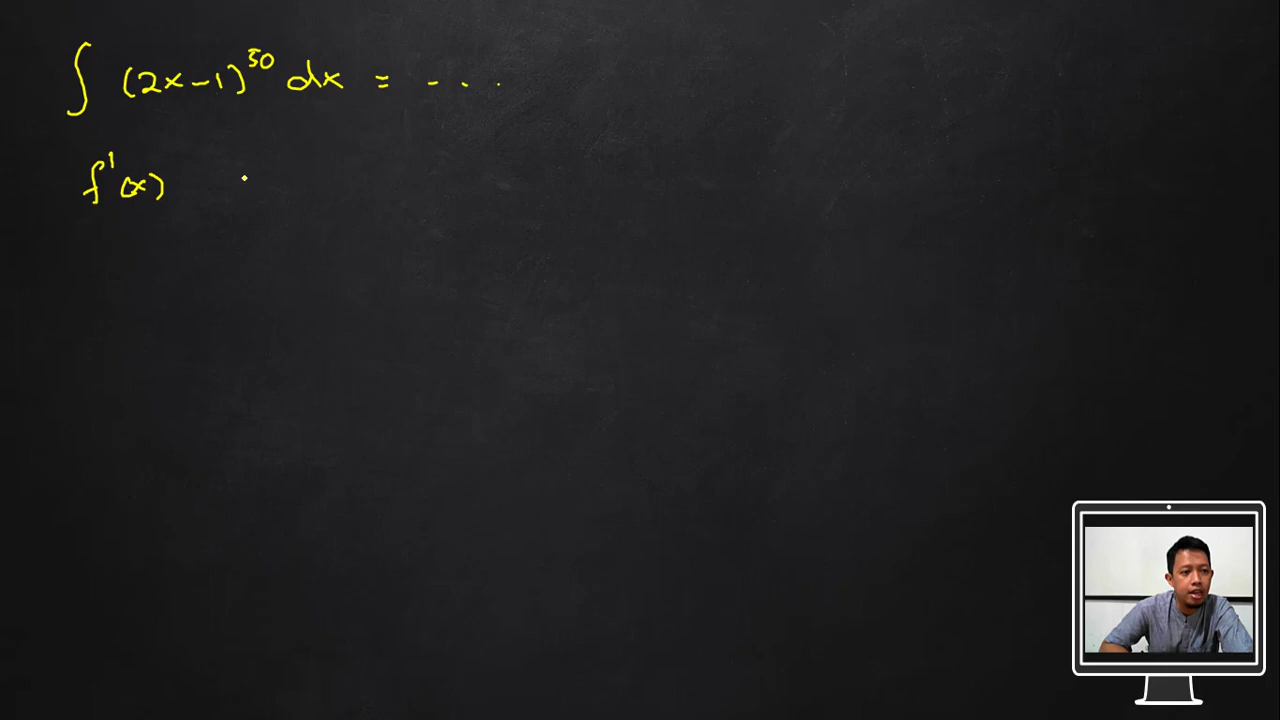 ∫ (2x-1)^50 dx = ...
f'(x)